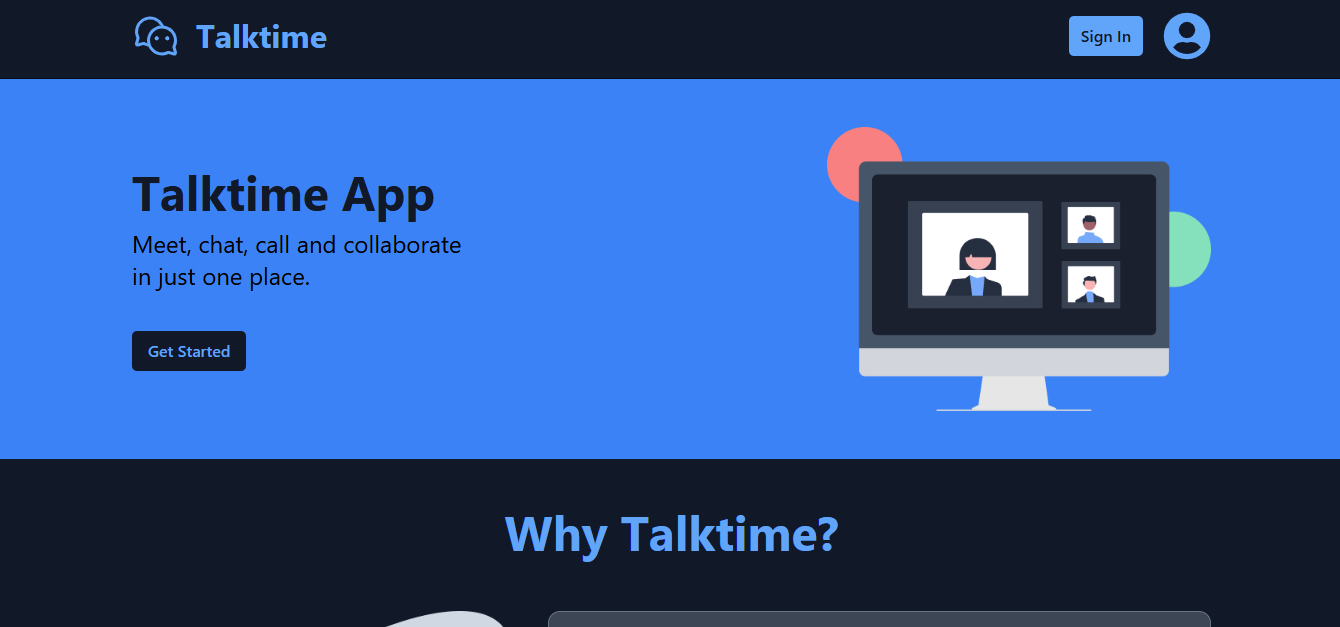 Talktime
Sign In
Talktime App
Meet, chat, call and collaborate
in just one place.
Get Started
Why Talktime?